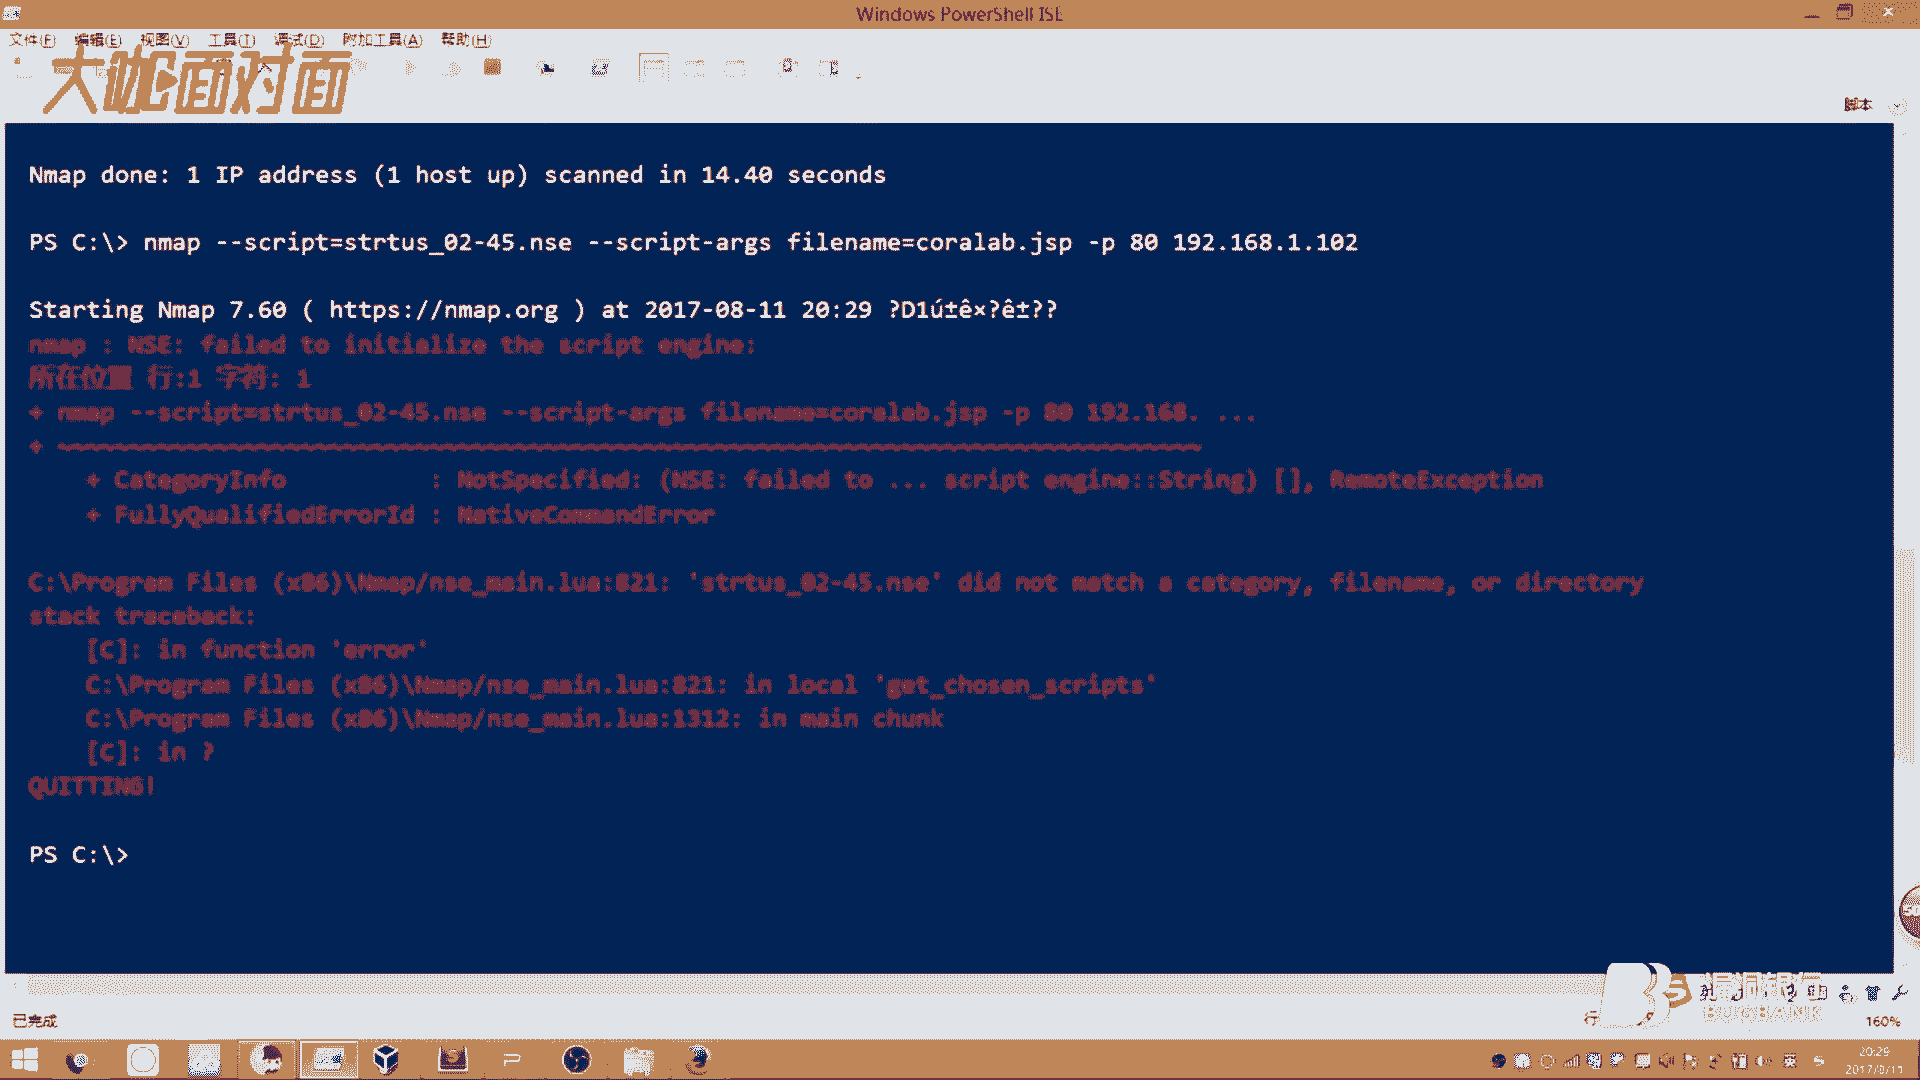 Windows PowerShell ISE
文件(F) 编辑(E) 视图(V) 工具(T) 调试(D) 附加工具(A) 帮助(H)
大咖面对面
脚本
Nmap done: 1 IP address (1 host up) scanned in 14.40 seconds
PS C:\> nmap --script=strtus_02-45.nse --script-args filename=coralab.jsp -p 80 192.168.1.102
Starting Nmap 7.60 ( https://nmap.org ) at 2017-08-11 20:29 ?D1ú±ê×?ê±??
nmap : NSE: failed to initialize the script engine:
所在位置 行:1 字符: 1
+ nmap --script=strtus_02-45.nse --script-args filename=coralab.jsp -p 80 192.168. ...
+ ~~~~~~~~~~~~~~~~~~~~~~~~~~~~~~~~~~~~~~~~~~~~~~~~~~~~~~~~~~~~~~~~~~~~~~~~~~~~~~~~
+ CategoryInfo : NotSpecified: (NSE: failed to ... script engine::String) [], RemoteException
+ FullyQualifiedErrorId : NativeCommandError
C:\Program Files (x86)\Nmap/nse_main.lua:821: 'strtus_02-45.nse' did not match a category, filename, or directory
stack traceback:
[C]: in function 'error'
C:\Program Files (x86)\Nmap/nse_main.lua:821: in local 'get_chosen_scripts'
C:\Program Files (x86)\Nmap/nse_main.lua:1312: in main chunk
[C]: in ?
QUITTING!
PS C:\>
漏洞银行
BUGBANK
已完成
行
160%
20:29
2017/8/11